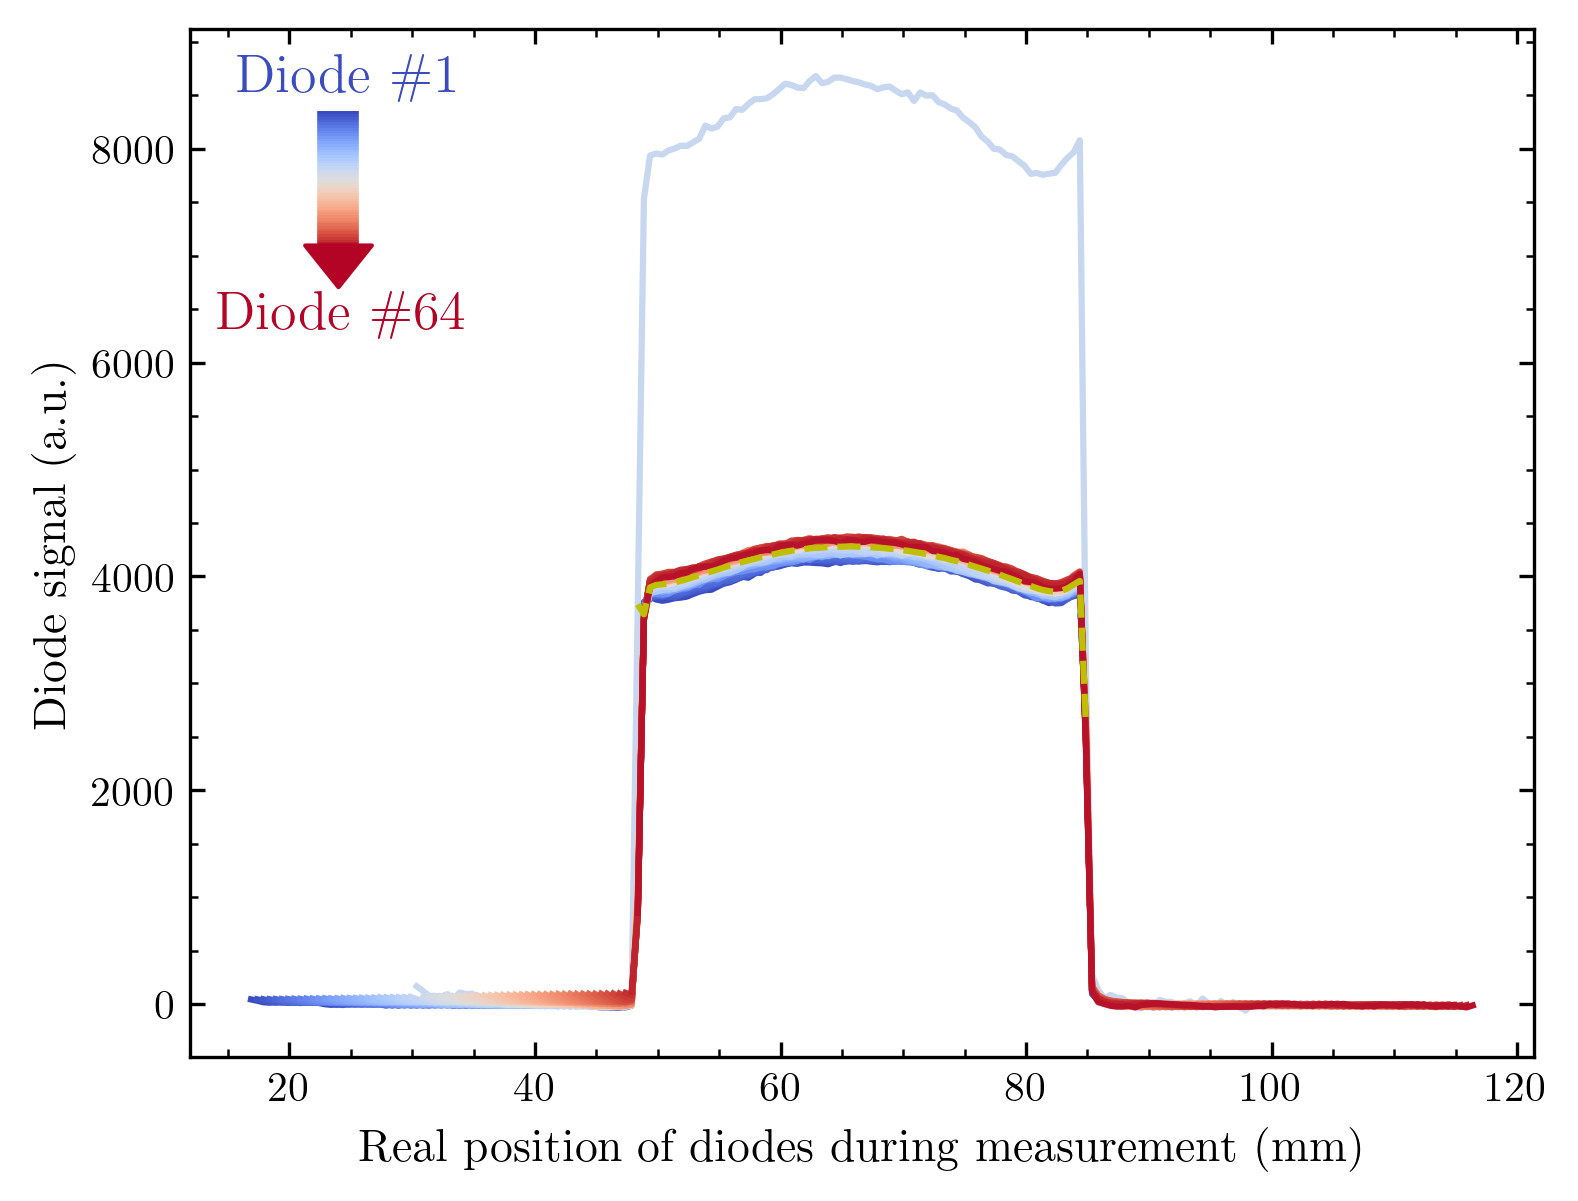 Diode #1
Diode #64
8000
6000
4000
2000
0
Diode signal (a.u.)
20 40 60 80 100 120
Real position of diodes during measurement (mm)